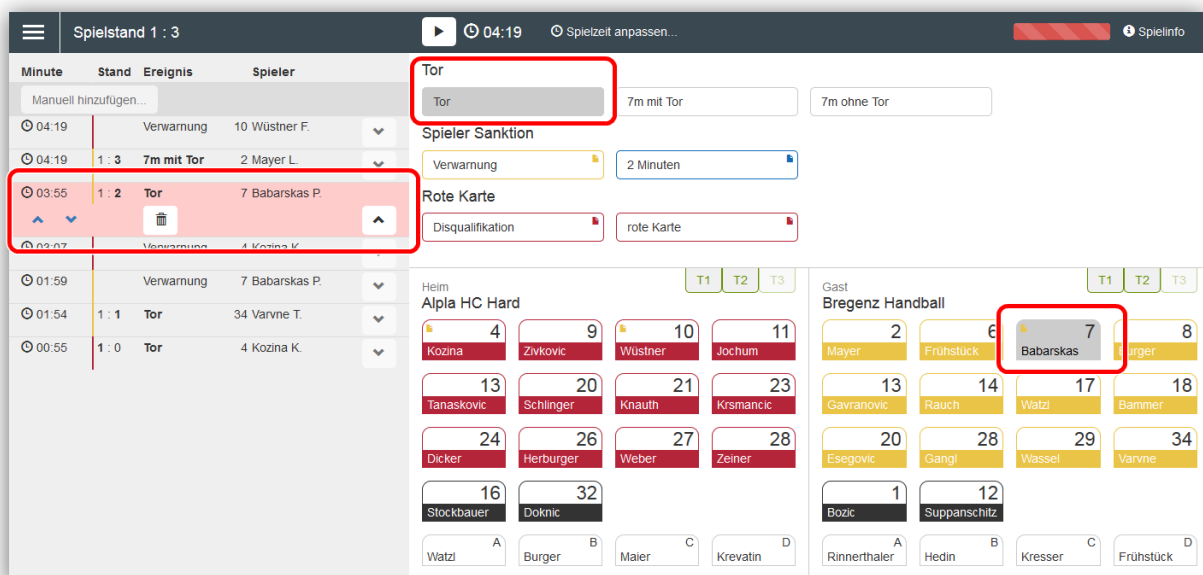 Spielstand 1 : 3
04:19 Spielzeit anpassen...
Spielinfo
Minute Stand Ereignis Spieler
Manuell hinzufügen...
04:19 Verwarnung 10 Wüstner F.
04:19 1 : 3 7m mit Tor 2 Mayer L.
03:55 1 : 2 Tor 7 Babarskas P.
03:07 Verwarnung 4 Kozina K.
01:59 Verwarnung 7 Babarskas P.
01:54 1 : 1 Tor 34 Varvne T.
00:55 1 : 0 Tor 4 Kozina K.
Tor
Tor 7m mit Tor 7m ohne Tor
Spieler Sanktion
Verwarnung 2 Minuten
Rote Karte
Disqualifikation rote Karte
Heim T1 T2 T3
Alpla HC Hard
4 9 10 11
Kozina Zivkovic Wüstner Jochum
13 20 21 23
Tanaskovic Schlinger Knauth Krsmancic
24 26 27 28
Dicker Herburger Weber Zeiner
16 32
Stockbauer Doknic
A B C D
Watzl Burger Maier Krevatin
Gast T1 T2 T3
Bregenz Handball
2 6 7 8
Mayer Frühstück Babarskas Burger
13 14 17 18
Gavranovic Rauch Watzl Bammer
20 28 29 34
Esegovic Gangl Wassel Varvne
1 12
Bozic Suppanschitz
A B C D
Rinnerthaler Hedin Kresser Frühstück